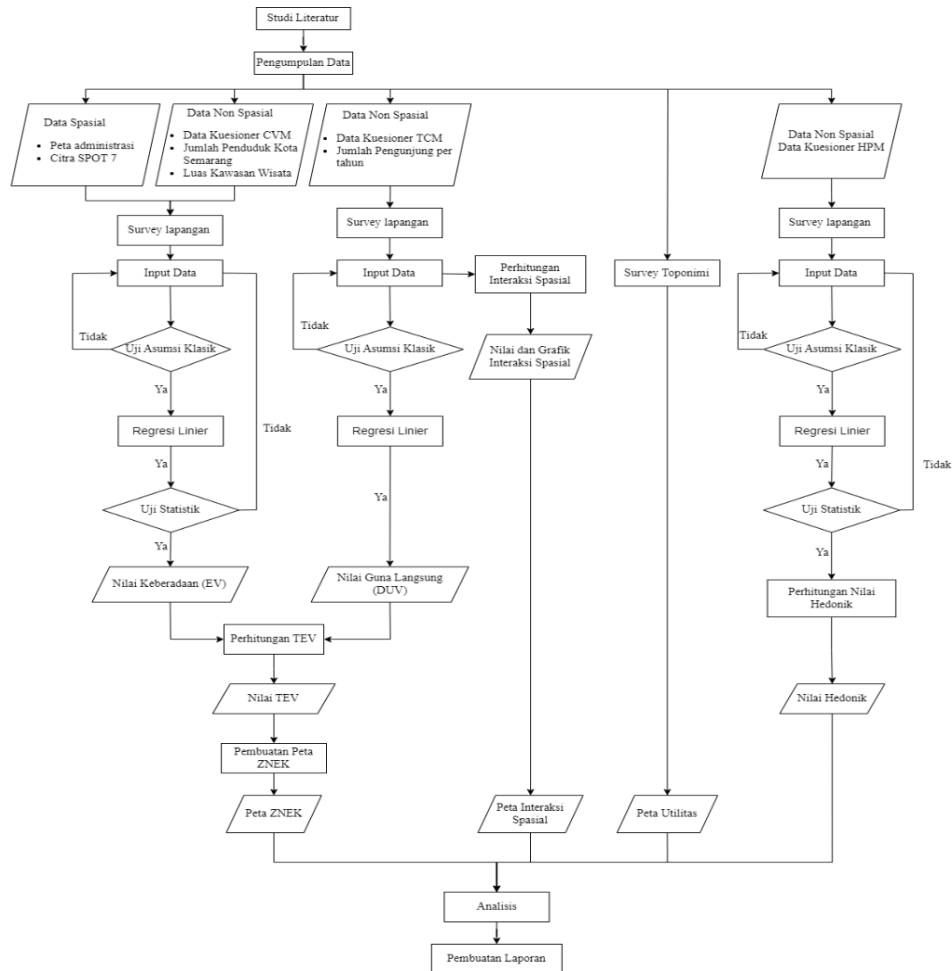 Studi Literatur
Pengumpulan Data
Data Spasial
• Peta administrasi
• Citra SPOT 7
Data Non Spasial
• Data Kuesioner CVM
• Jumlah Penduduk Kota
Semarang
• Luas Kawasan Wisata
Data Non Spasial
• Data Kuesioner TCM
• Jumlah Pengunjung per
tahun
Data Non Spasial
Data Kuesioner HPM
Survey lapangan
Survey lapangan
Survey lapangan
Input Data
Input Data
Perhitungan
Interaksi Spasial
Survey Toponimi
Input Data
Tidak
Uji Asumsi Klasik
Tidak
Uji Asumsi Klasik
Nilai dan Grafik
Interaksi Spasial
Tidak
Uji Asumsi Klasik
Ya
Ya
Ya
Regresi Linier
Tidak
Regresi Linier
Regresi Linier
Tidak
Ya
Ya
Ya
Uji Statistik
Uji Statistik
Ya
Ya
Nilai Keberadaan (EV)
Nilai Guna Langsung
(DUV)
Perhitungan Nilai
Hedonik
Perhitungan TEV
Nilai TEV
Nilai Hedonik
Pembuatan Peta
ZNEK
Peta ZNEK
Peta Interaksi
Spasial
Peta Utilitas
Analisis
Pembuatan Laporan